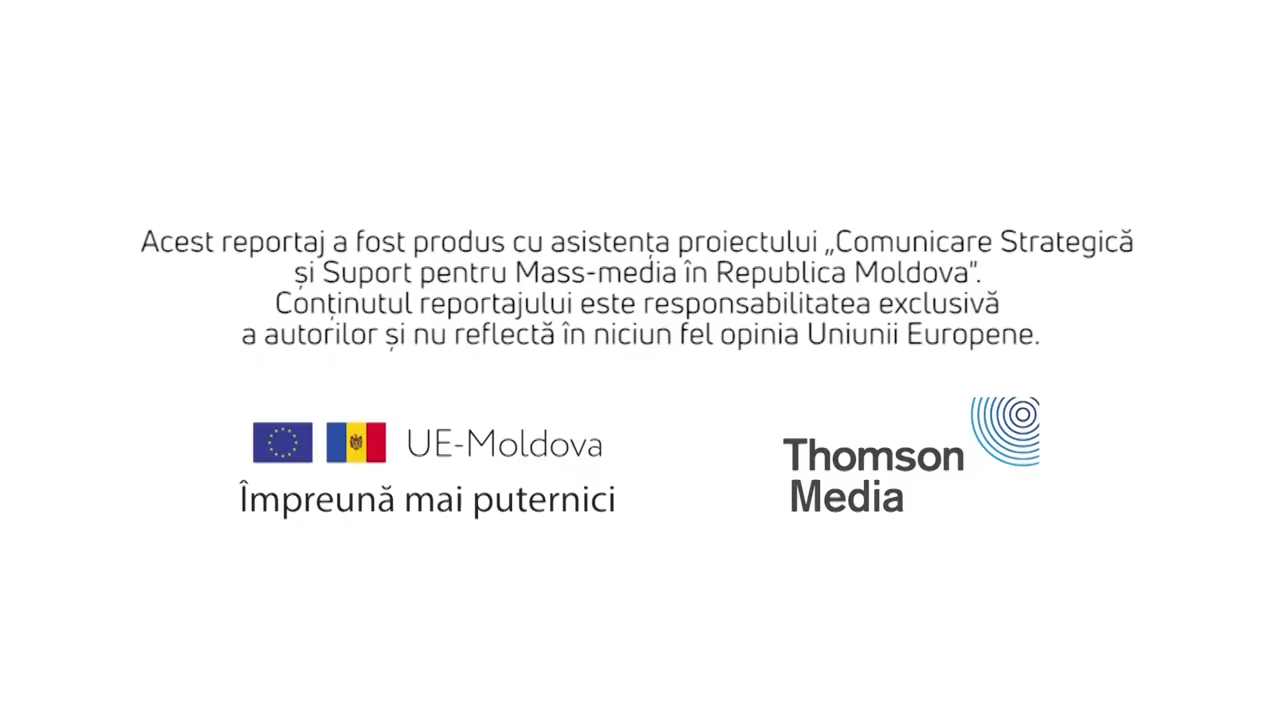 Acest reportaj a fost produs cu asistența proiectului „Comunicare Strategică
și Suport pentru Mass-media în Republica Moldova”.
Conținutul reportajului este responsabilitatea exclusivă
a autorilor și nu reflectă în niciun fel opinia Uniunii Europene.
UE-Moldova
Împreună mai puternici
Thomson
Media